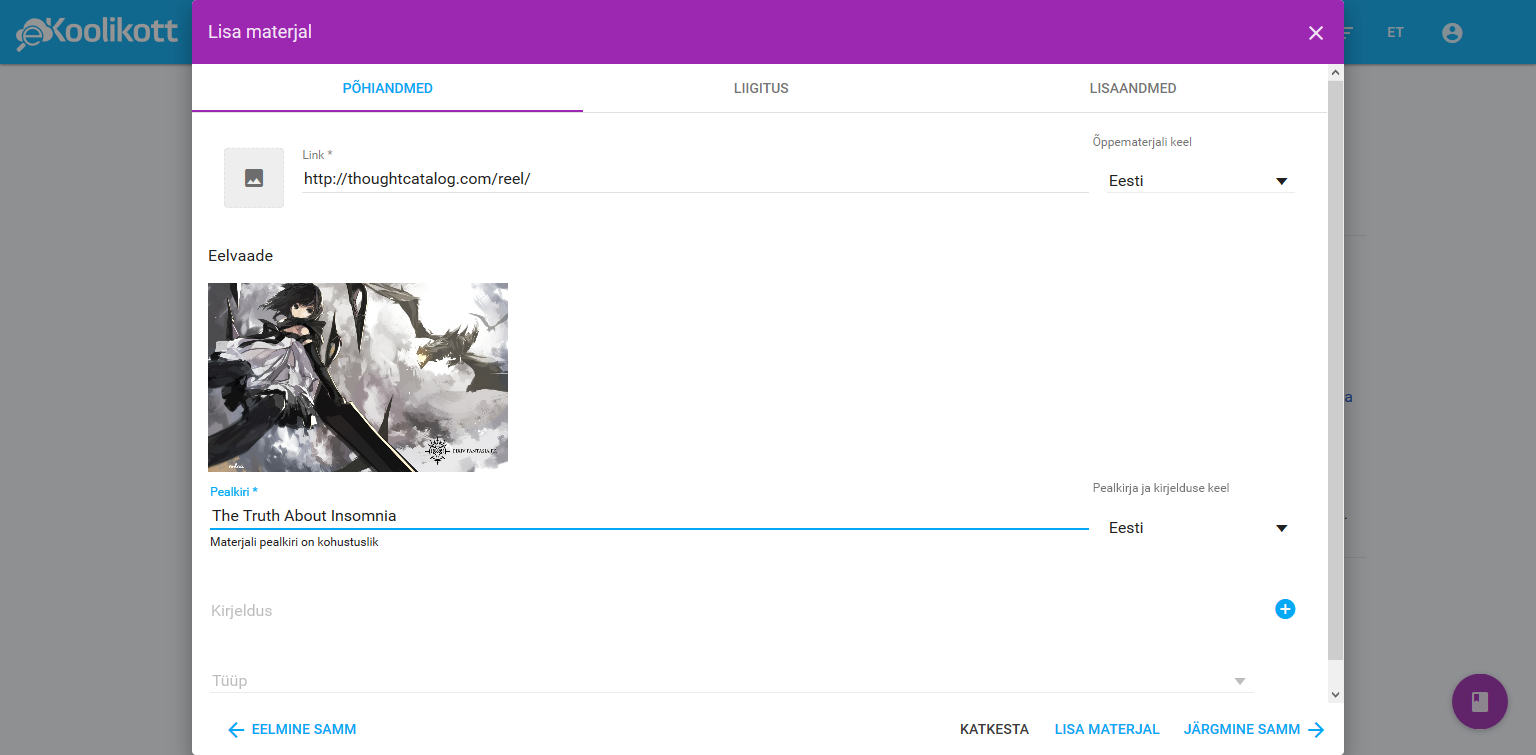 eKoolikott
Lisa materjal
ET
PÕHIANDMED
LIIGITUS
LISAANDMED
Link *
Õppematerjali keel
http://thoughtcatalog.com/reel/
Eesti
Eelvaade
a
Pealkiri *
Pealkirja ja kirjelduse keel
The Truth About Insomnia
Eesti
Materjali pealkiri on kohustuslik
Kirjeldus
Tüüp
EELMINE SAMM
KATKESTA
LISA MATERJAL
JÄRGMINE SAMM